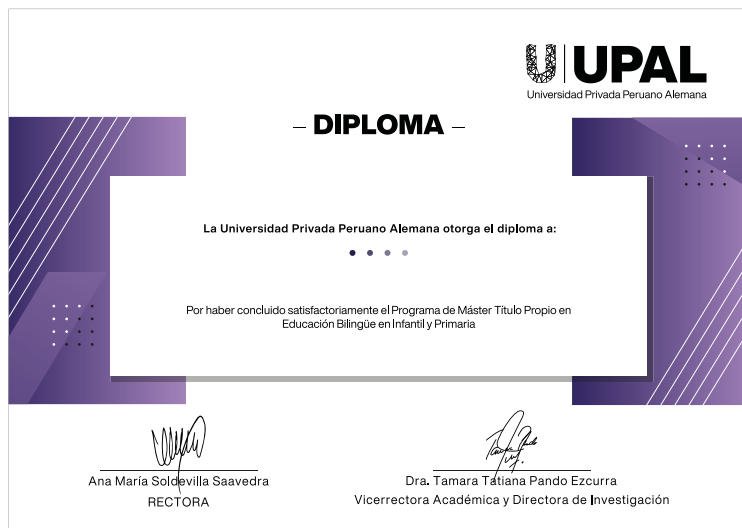 UPAL
Universidad Privada Peruano Alemana
DIPLOMA
La Universidad Privada Peruano Alemana otorga el diploma a:
Por haber concluido satisfactoriamente el Programa de Máster Título Propio en
Educación Bilingüe en Infantil y Primaria
Ana María Soldevilla Saavedra
RECTORA
Dra. Tamara Tatiana Pando Ezcurra
Vicerrectora Académica y Directora de Investigación